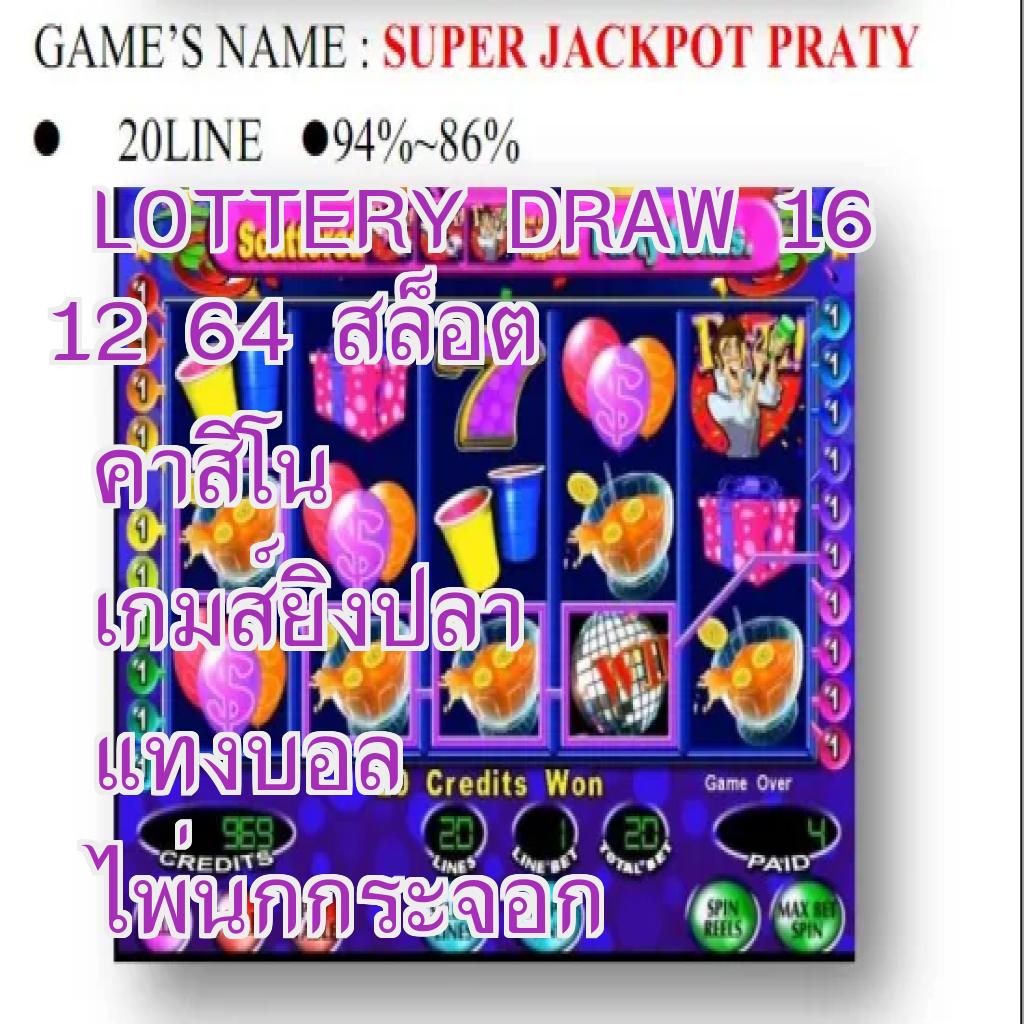 GAME'S NAME : SUPER JACKPOT PRATY
● 20LINE ●94%~86%
LOTTERY DRAW 16
12 64 สล็อต
คาสิโน
เกมส์ยิงปลา
แทงบอล
ไพ่นกกระจอก
Scattered
Credits Won
Game Over
969
CREDITS
20
LINES
1
LINE BET
20
TOTAL BET
4
PAID
SPIN
REELS
MAX BET
SPIN